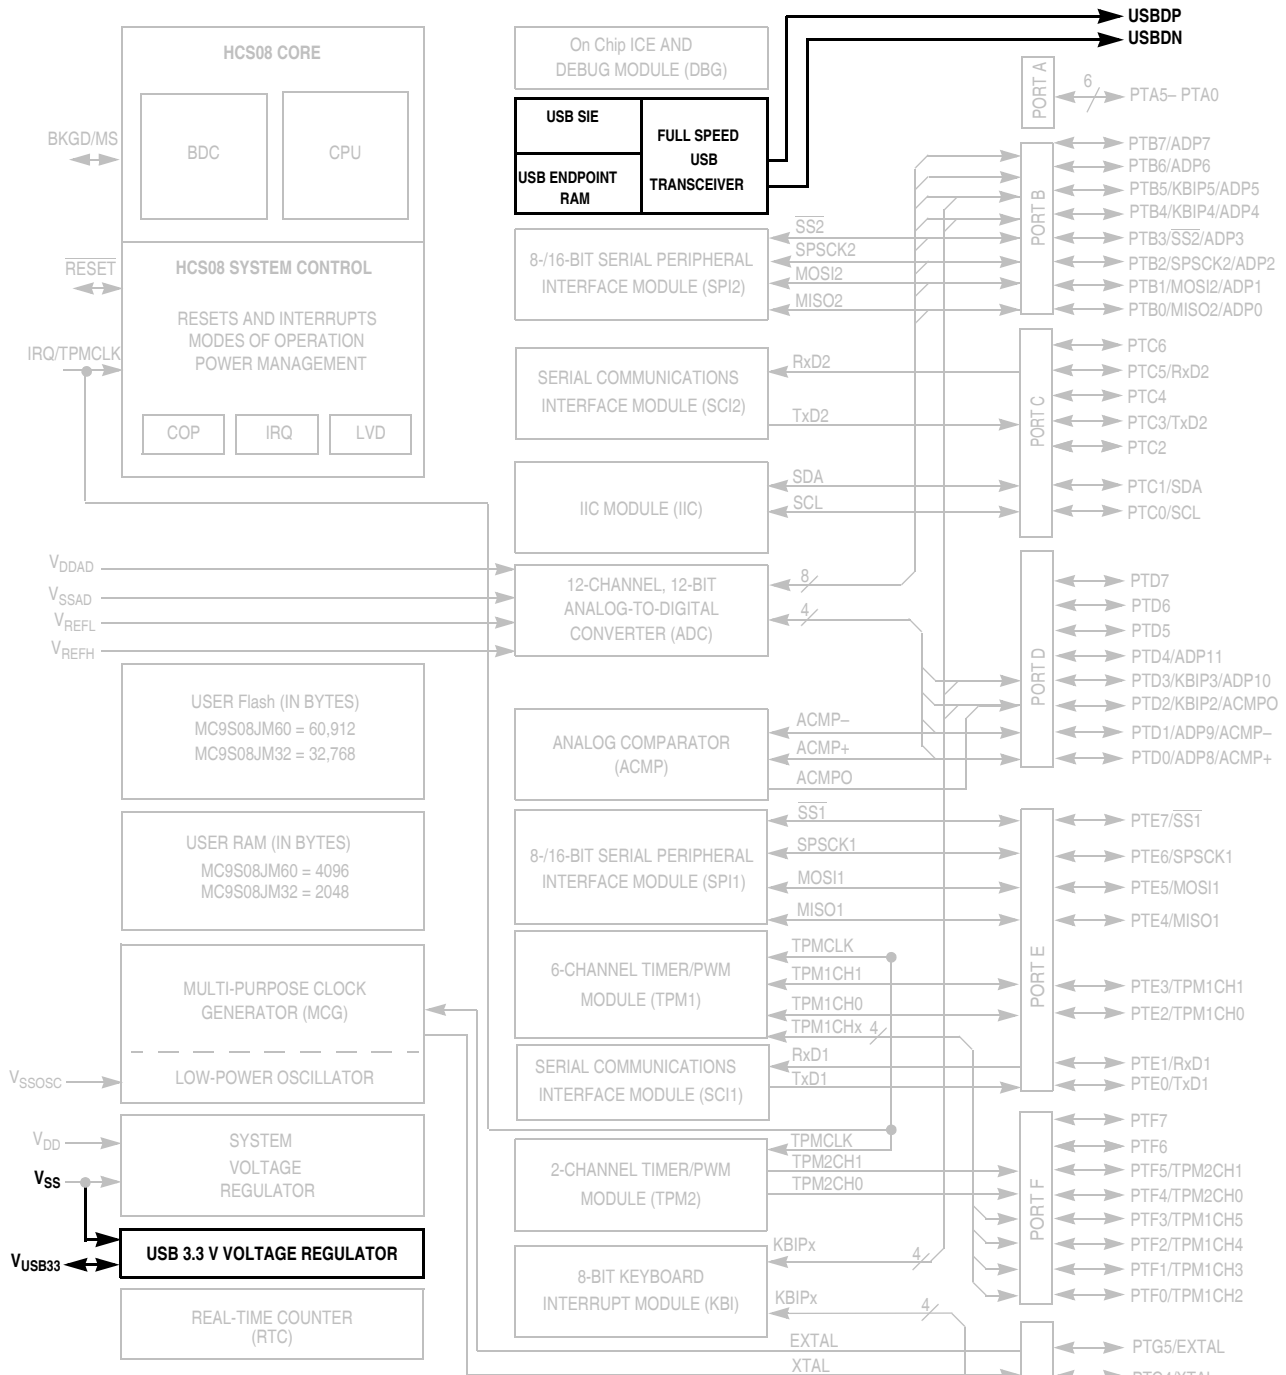 HCS08 CORE
BDC
CPU
BKGD/MS
HCS08 SYSTEM CONTROL
RESET
RESETS AND INTERRUPTS
MODES OF OPERATION
POWER MANAGEMENT
IRQ/TPMCLK
COP
IRQ
LVD
VDDAD
VSSAD
VREFL
VREFH
USER Flash (IN BYTES)
MC9S08JM60 = 60,912
MC9S08JM32 = 32,768
USER RAM (IN BYTES)
MC9S08JM60 = 4096
MC9S08JM32 = 2048
MULTI-PURPOSE CLOCK
GENERATOR (MCG)
LOW-POWER OSCILLATOR
VSSOSC
VDD
VSS
SYSTEM
VOLTAGE
REGULATOR
USB 3.3 V VOLTAGE REGULATOR
VUSB33
REAL-TIME COUNTER
(RTC)
On Chip ICE AND
DEBUG MODULE (DBG)
USB SIE
USB ENDPOINT
RAM
FULL SPEED
USB
TRANSCEIVER
USBDP
USBDN
8-/16-BIT SERIAL PERIPHERAL
INTERFACE MODULE (SPI2)
SS2
SPSCK2
MOSI2
MISO2
SERIAL COMMUNICATIONS
INTERFACE MODULE (SCI2)
RxD2
TxD2
IIC MODULE (IIC)
SDA
SCL
12-CHANNEL, 12-BIT
ANALOG-TO-DIGITAL
CONVERTER (ADC)
8
4
ANALOG COMPARATOR
(ACMP)
ACMP–
ACMP+
ACMPO
8-/16-BIT SERIAL PERIPHERAL
INTERFACE MODULE (SPI1)
SS1
SPSCK1
MOSI1
MISO1
6-CHANNEL TIMER/PWM
MODULE (TPM1)
TPMCLK
TPM1CH1
TPM1CH0
TPM1CHx
4
SERIAL COMMUNICATIONS
INTERFACE MODULE (SCI1)
RxD1
TxD1
2-CHANNEL TIMER/PWM
MODULE (TPM2)
TPMCLK
TPM2CH1
TPM2CH0
8-BIT KEYBOARD
INTERRUPT MODULE (KBI)
KBIPx
4
KBIPx
4
EXTAL
XTAL
PORT A
6
PTA5– PTA0
PORT B
PTB7/ADP7
PTB6/ADP6
PTB5/KBIP5/ADP5
PTB4/KBIP4/ADP4
PTB3/SS2/ADP3
PTB2/SPSCK2/ADP2
PTB1/MOSI2/ADP1
PTB0/MISO2/ADP0
PORT C
PTC6
PTC5/RxD2
PTC4
PTC3/TxD2
PTC2
PTC1/SDA
PTC0/SCL
PORT D
PTD7
PTD6
PTD5
PTD4/ADP11
PTD3/KBIP3/ADP10
PTD2/KBIP2/ACMPO
PTD1/ADP9/ACMP–
PTD0/ADP8/ACMP+
PORT E
PTE7/SS1
PTE6/SPSCK1
PTE5/MOSI1
PTE4/MISO1
PTE3/TPM1CH1
PTE2/TPM1CH0
PTE1/RxD1
PTE0/TxD1
PORT F
PTF7
PTF6
PTF5/TPM2CH1
PTF4/TPM2CH0
PTF3/TPM1CH5
PTF2/TPM1CH4
PTF1/TPM1CH3
PTF0/TPM1CH2
PTG5/EXTAL